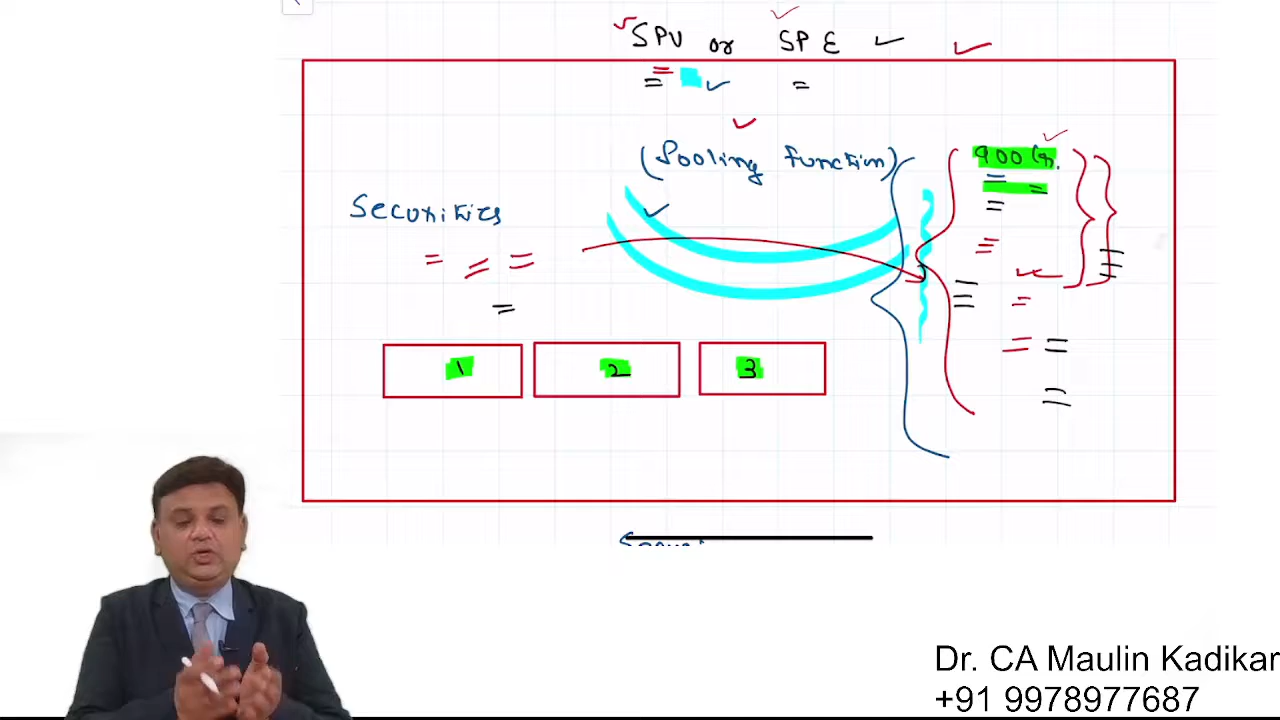 SPV or SPE
(Pooling function)
900 Cr.
Securities
1 2 3
Dr. CA Maulin Kadikar
+91 9978977687